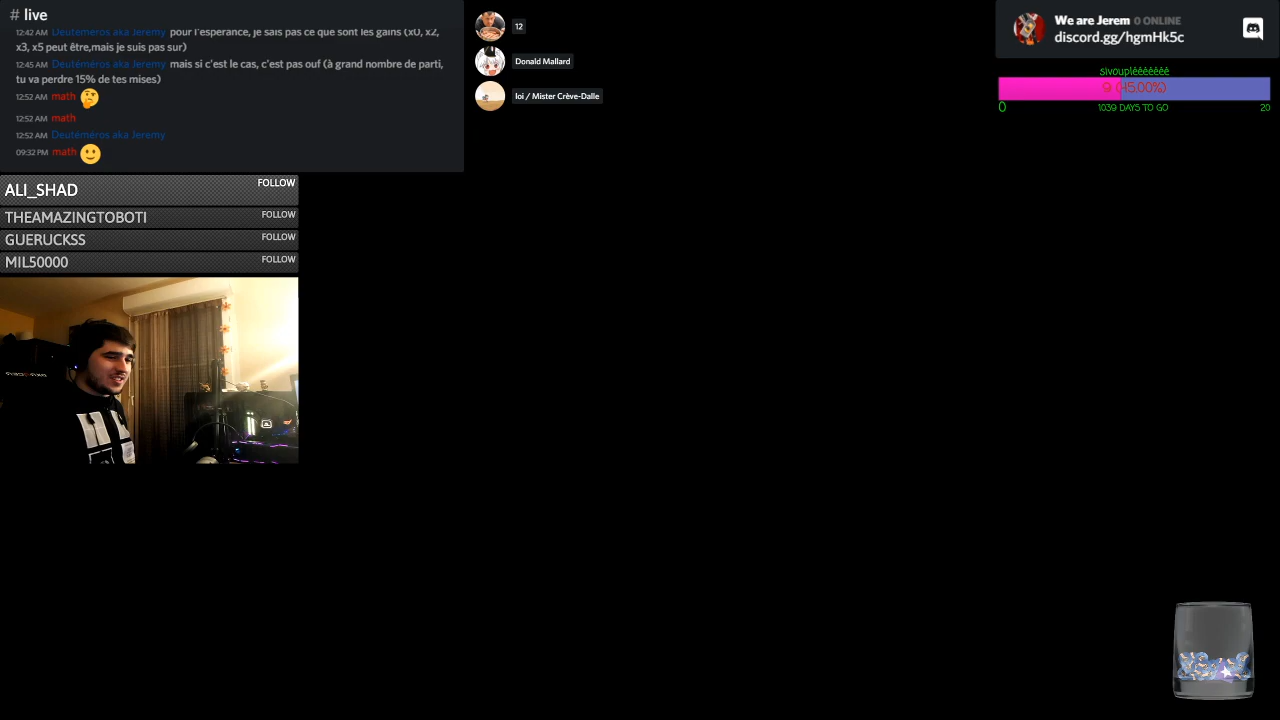 # live
12:42 AM Deutéméros aka Jeremy pour l'esperance, je sais pas ce que sont les gains (x0, x2,
x3, x5 peut être,mais je suis pas sur)
12:45 AM Deutéméros aka Jeremy mais si c'est le cas, c'est pas ouf (à grand nombre de parti,
tu va perdre 15% de tes mises)
12:52 AM math 🤔
12:52 AM math
12:52 AM Deutéméros aka Jeremy
09:32 PM math 🙂
ALI_SHAD FOLLOW
THEAMAZINGTOBOTI FOLLOW
GUERUCKSS FOLLOW
MIL50000 FOLLOW
12
Donald Mallard
loi / Mister Crève-Dalle
We are Jerem 0 ONLINE
discord.gg/hgmHk5c
sivouplééééééé
9 (45.00%)
0 1039 DAYS TO GO 20